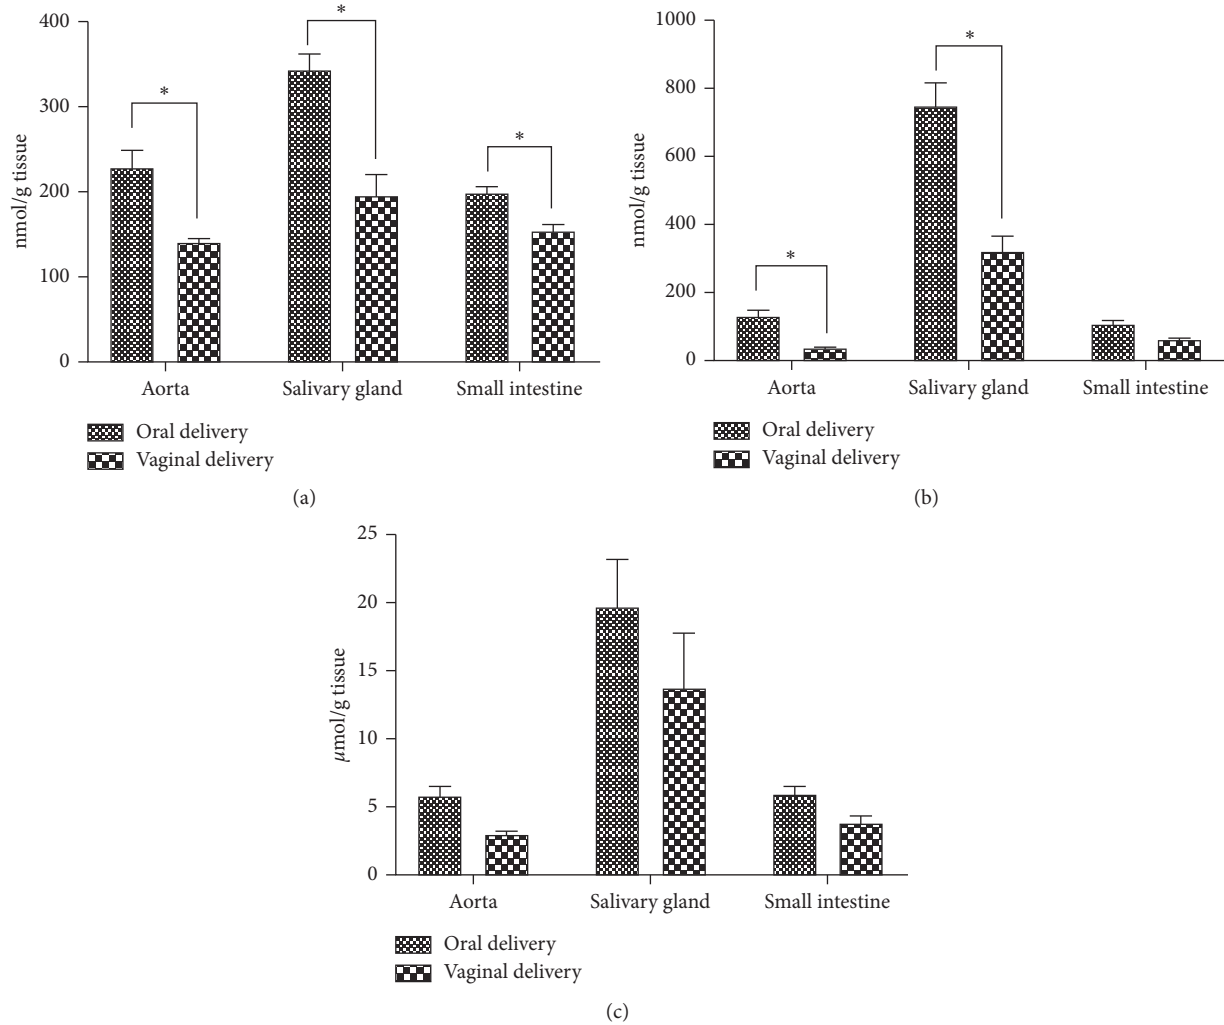 400
300
200
100
0
nmol/g tissue
*
*
*
Aorta
Salivary gland
Small intestine
Oral delivery
Vaginal delivery
(a)
1000
800
600
400
200
0
nmol/g tissue
*
*
Aorta
Salivary gland
Small intestine
Oral delivery
Vaginal delivery
(b)
25
20
15
10
5
0
μmol/g tissue
Aorta
Salivary gland
Small intestine
Oral delivery
Vaginal delivery
(c)